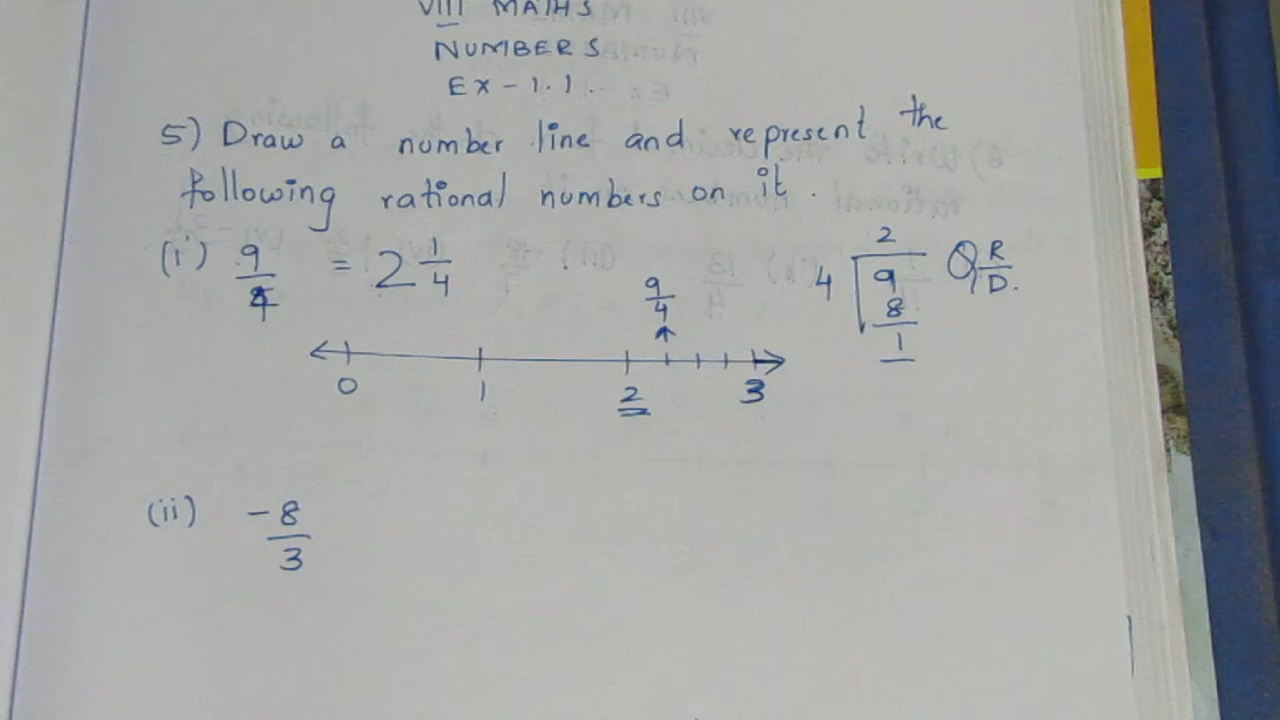 VIII MATHS
NUMBERS
Ex - 1.1.
5) Draw a number line and represent the
following rational numbers on it.
(i) 9/4 = 2 1/4
2
4 9 Q R/D.
8
1
9/4
0 1 2 3
(ii) -8/3